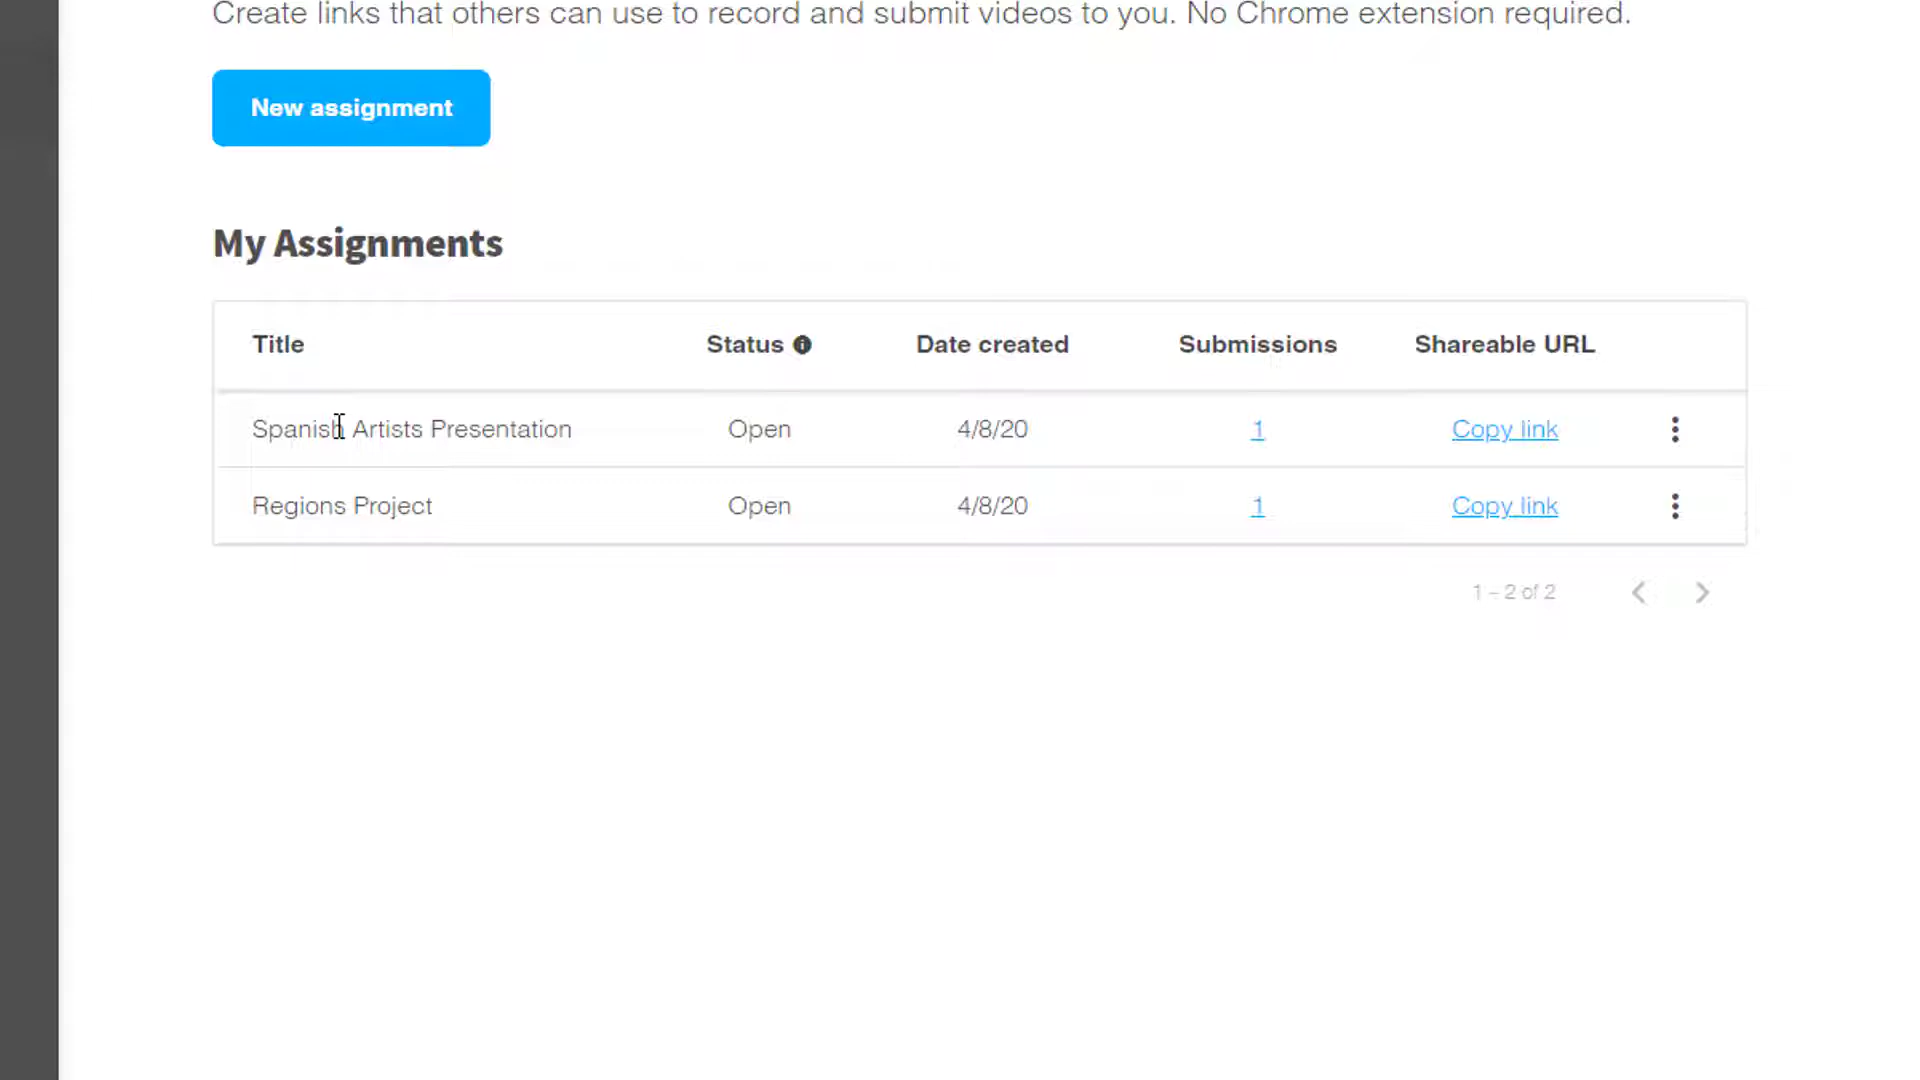 Create links that others can use to record and submit videos to you. No Chrome extension required.
New assignment
My Assignments
Title Status Date created Submissions Shareable URL
Spanish Artists Presentation Open 4/8/20 1 Copy link
Regions Project Open 4/8/20 1 Copy link
1 – 2 of 2